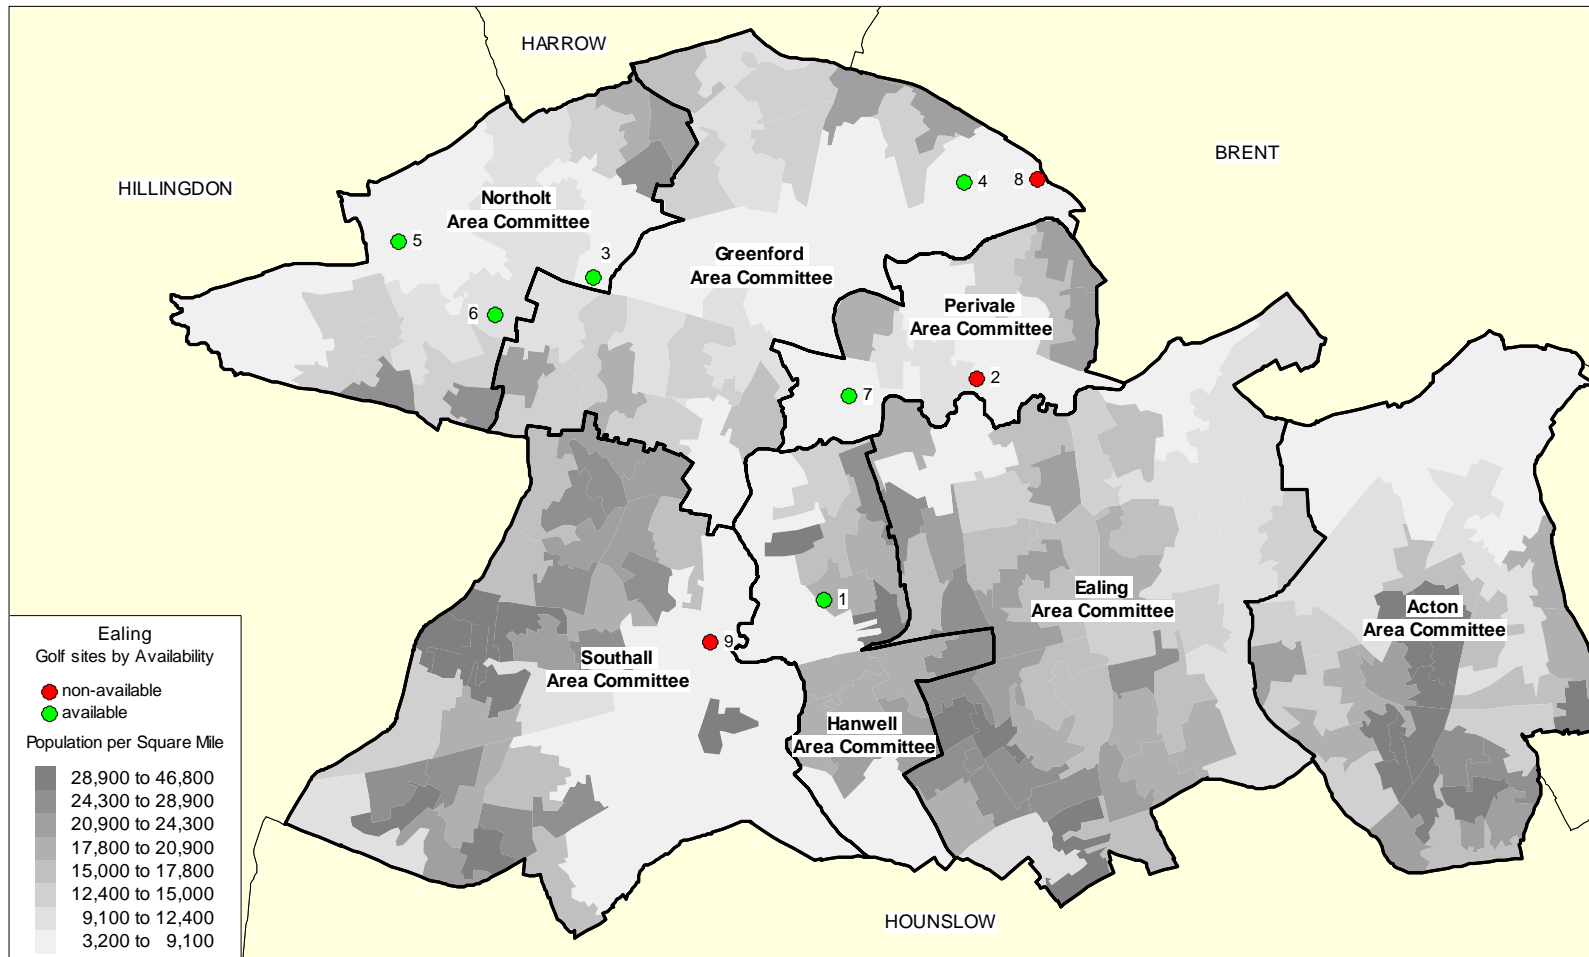 HARROW
BRENT
HILLINGDON
Northolt
Area Committee
4
8
5
3
Greenford
Area Committee
6
Perivale
Area Committee
2
7
1
Ealing
Area Committee
Acton
Area Committee
9
Southall
Area Committee
Hanwell
Area Committee
HOUNSLOW
Ealing
Golf sites by Availability
non-available
available
Population per Square Mile
28,900 to 46,800
24,300 to 28,900
20,900 to 24,300
17,800 to 20,900
15,000 to 17,800
12,400 to 15,000
9,100 to 12,400
3,200 to 9,100